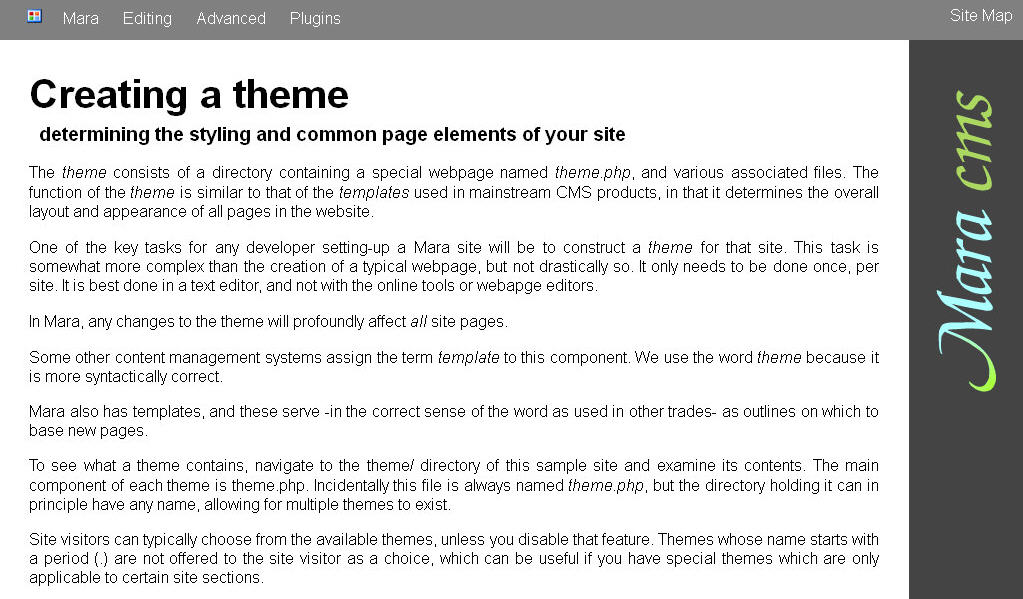 Mara Editing Advanced Plugins Site Map
Creating a theme
determining the styling and common page elements of your site
The theme consists of a directory containing a special webpage named theme.php, and various associated files. The
function of the theme is similar to that of the templates used in mainstream CMS products, in that it determines the overall
layout and appearance of all pages in the website.
One of the key tasks for any developer setting-up a Mara site will be to construct a theme for that site. This task is
somewhat more complex than the creation of a typical webpage, but not drastically so. It only needs to be done once, per
site. It is best done in a text editor, and not with the online tools or webapge editors.
In Mara, any changes to the theme will profoundly affect all site pages.
Some other content management systems assign the term template to this component. We use the word theme because it
is more syntactically correct.
Mara also has templates, and these serve -in the correct sense of the word as used in other trades- as outlines on which to
base new pages.
To see what a theme contains, navigate to the theme/ directory of this sample site and examine its contents. The main
component of each theme is theme.php. Incidentally this file is always named theme.php, but the directory holding it can in
principle have any name, allowing for multiple themes to exist.
Site visitors can typically choose from the available themes, unless you disable that feature. Themes whose name starts with
a period (.) are not offered to the site visitor as a choice, which can be useful if you have special themes which are only
applicable to certain site sections.
Mara cms